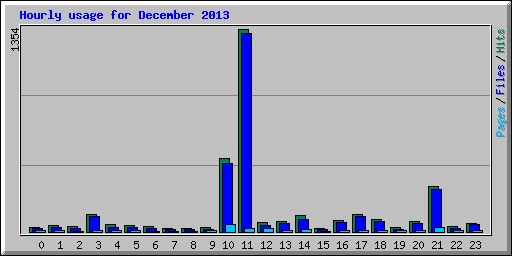 Hourly usage for December 2013
1354
Pages/Files/Hits
0 1 2 3 4 5 6 7 8 9 10 11 12 13 14 15 16 17 18 19 20 21 22 23